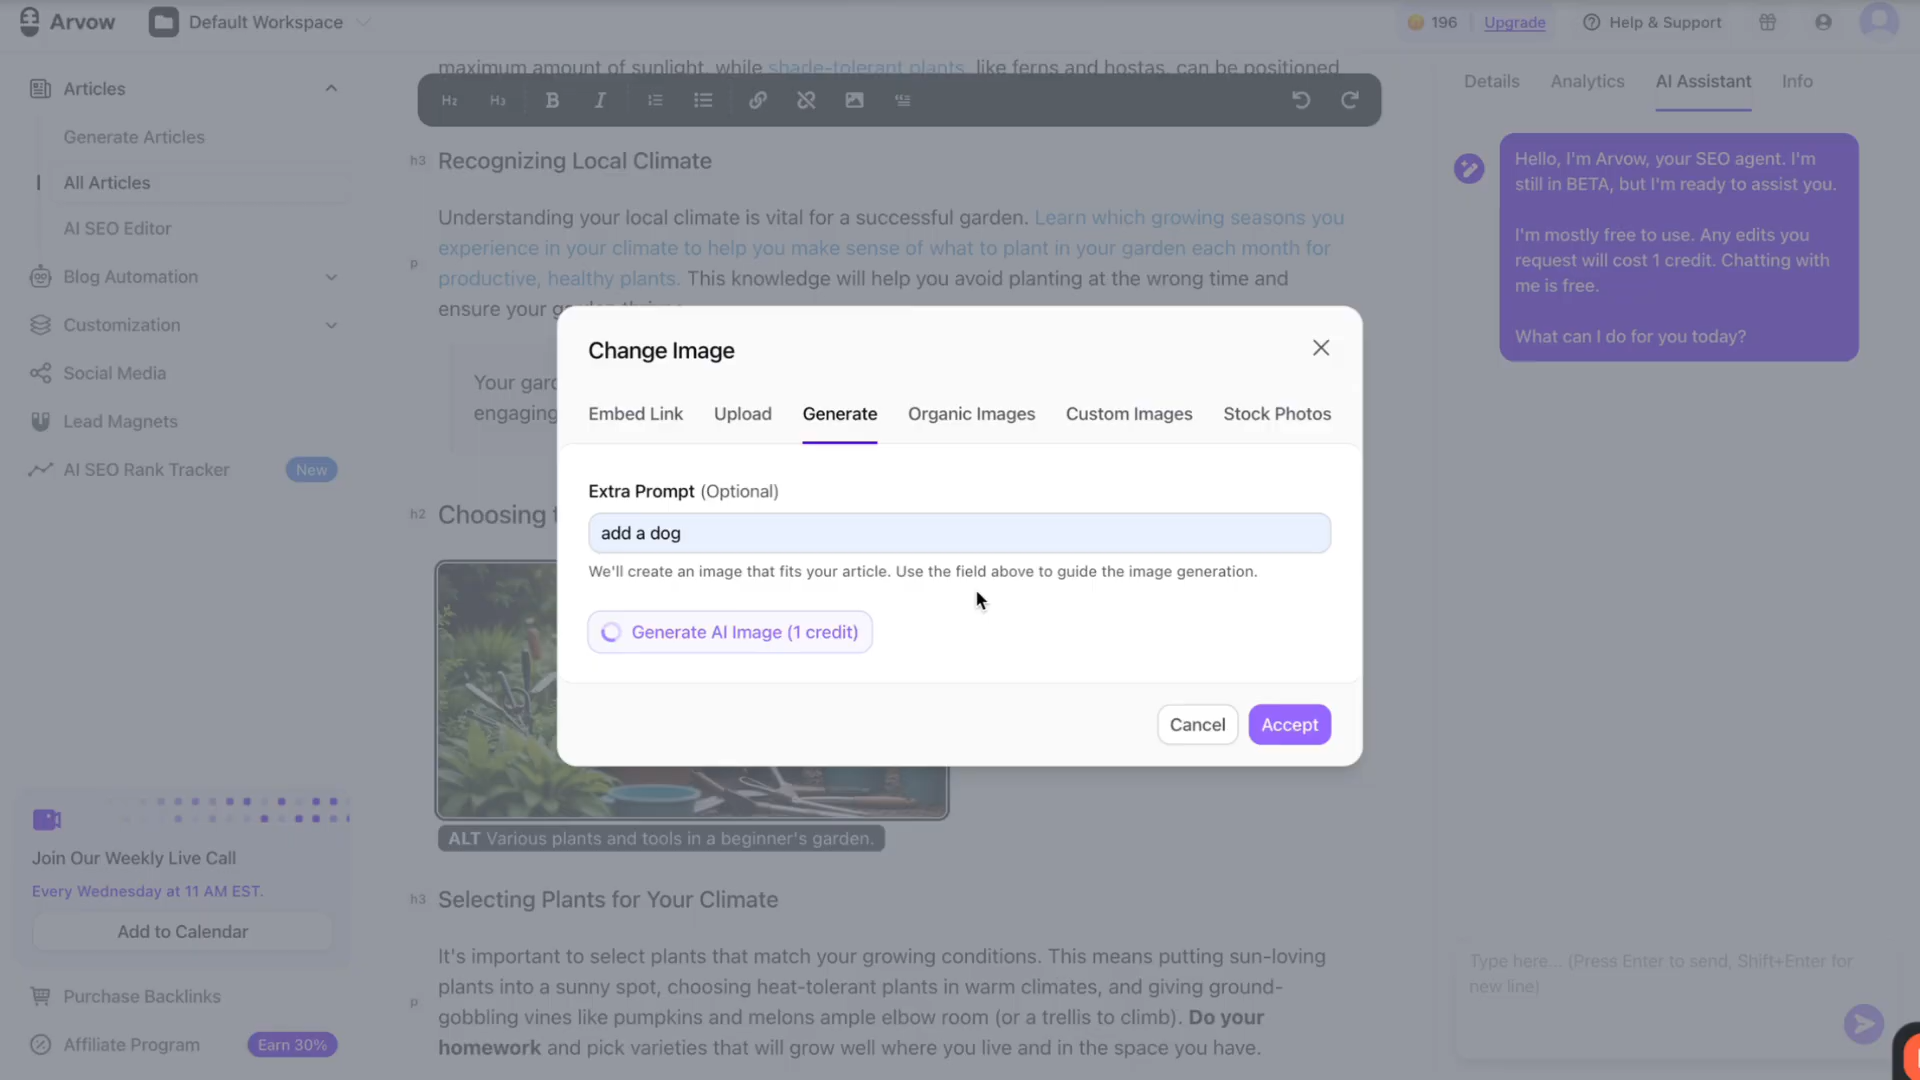 Arvow
Default Workspace
196
Upgrade
Help & Support
Articles
Generate Articles
All Articles
AI SEO Editor
Blog Automation
Customization
Social Media
Lead Magnets
AI SEO Rank Tracker
New
Join Our Weekly Live Call
Every Wednesday at 11 AM EST.
Add to Calendar
Purchase Backlinks
Affiliate Program
Earn 30%
maximum amount of sunlight, while shade-tolerant plants, like ferns and hostas, can be positioned
H2
H3
B
I
h3 Recognizing Local Climate
Understanding your local climate is vital for a successful garden. Learn which growing seasons you
experience in your climate to help you make sense of what to plant in your garden each month for
p
productive, healthy plants. This knowledge will help you avoid planting at the wrong time and
ensure your garden thrives.
Your gard
engaging
h2 Choosing t
Change Image
Embed Link
Upload
Generate
Organic Images
Custom Images
Stock Photos
Extra Prompt (Optional)
add a dog
We'll create an image that fits your article. Use the field above to guide the image generation.
Generate AI Image (1 credit)
Cancel
Accept
ALT Various plants and tools in a beginner's garden.
h3 Selecting Plants for Your Climate
It's important to select plants that match your growing conditions. This means putting sun-loving
plants into a sunny spot, choosing heat-tolerant plants in warm climates, and giving ground-
p
gobbling vines like pumpkins and melons ample elbow room (or a trellis to climb). Do your
homework and pick varieties that will grow well where you live and in the space you have.
Details
Analytics
AI Assistant
Info
Hello, I'm Arvow, your SEO agent. I'm
still in BETA, but I'm ready to assist you.
I'm mostly free to use. Any edits you
request will cost 1 credit. Chatting with
me is free.
What can I do for you today?
Type here... (Press Enter to send, Shift+Enter for
new line)